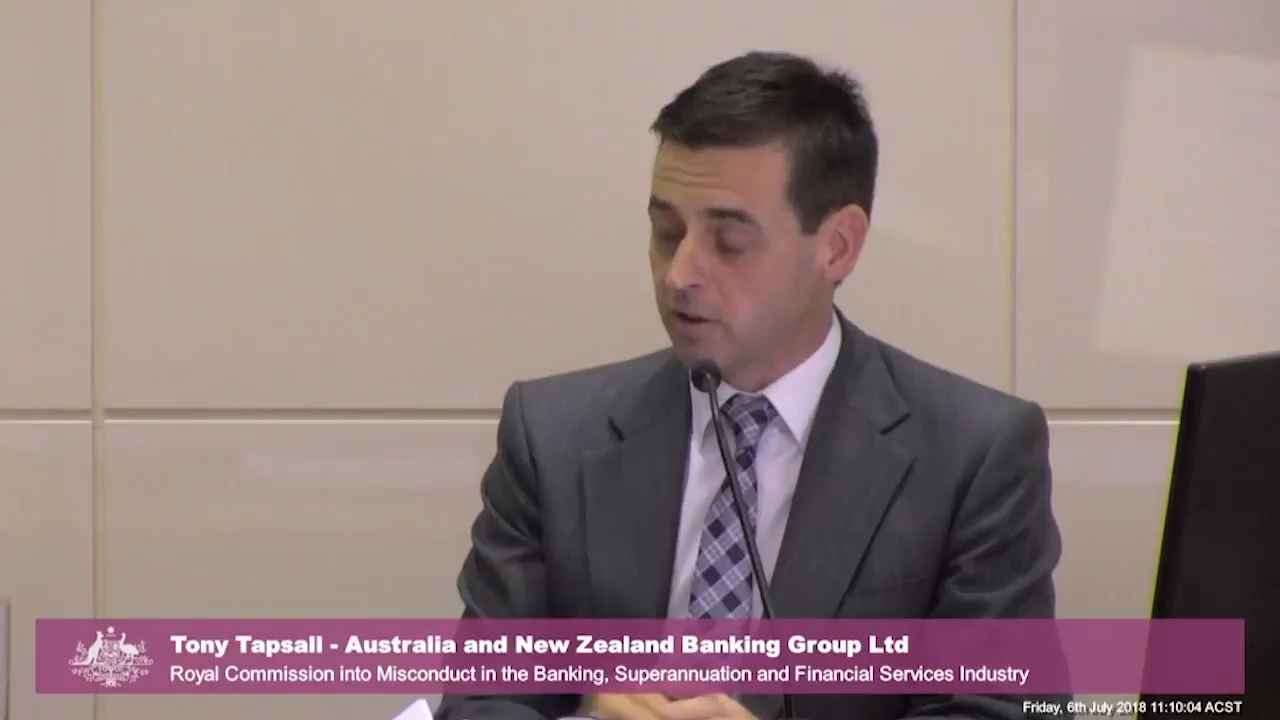 Tony Tapsall - Australia and New Zealand Banking Group Ltd
Royal Commission into Misconduct in the Banking, Superannuation and Financial Services Industry
Friday, 6th July 2018 11:10:04 ACST